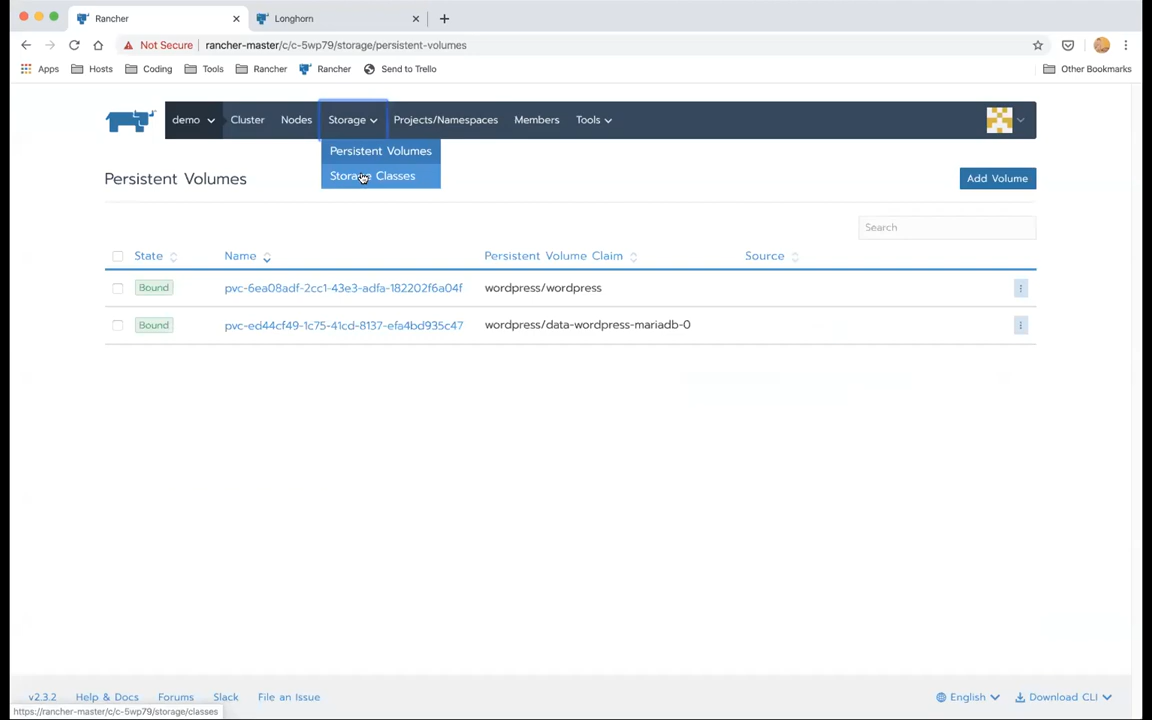 Rancher
Longhorn
Not Secure rancher-master/c/c-5wp79/storage/persistent-volumes
Apps Hosts Coding Tools Rancher Rancher Send to Trello Other Bookmarks
demo Cluster Nodes Storage Projects/Namespaces Members Tools
Persistent Volumes
Storage Classes
Persistent Volumes
Add Volume
Search
State Name Persistent Volume Claim Source
Bound pvc-6ea08adf-2cc1-43e3-adfa-182202f6a04f wordpress/wordpress
Bound pvc-ed44cf49-1c75-41cd-8137-efa4bd935c47 wordpress/data-wordpress-mariadb-0
v2.3.2 Help & Docs Forums Slack File an Issue English Download CLI
https://rancher-master/c/c-5wp79/storage/classes